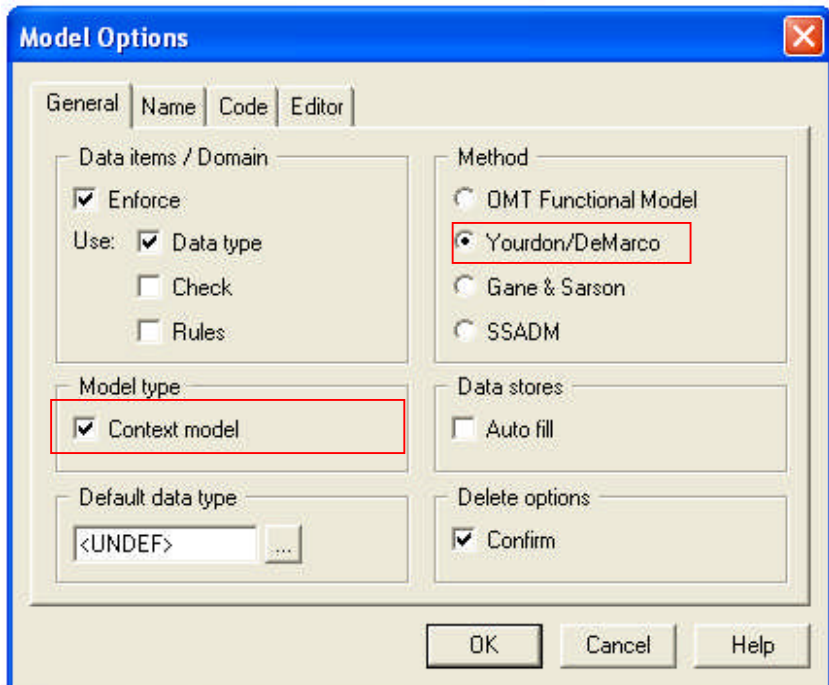 Model Options
General Name Code Editor
Data items / Domain
Enforce
Use: Data type
Check
Rules
Method
OMT Functional Model
Yourdon/DeMarco
Gane & Sarson
SSADM
Model type
Context model
Data stores
Auto fill
Default data type
<UNDEF> ...
Delete options
Confirm
OK Cancel Help